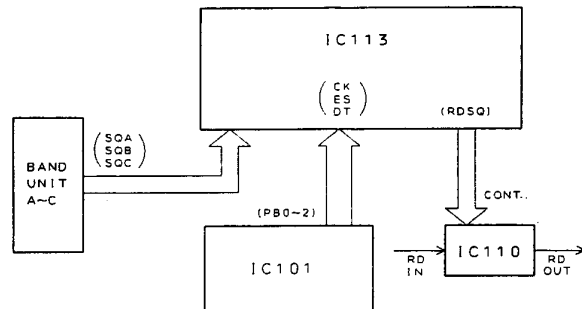 IC113
CK
ES
DT
(RDSQ)
SQA
SQB
SQC
BAND
UNIT
A~C
(PB0~2)
CONT..
IC101
IC110
RD
IN
RD
OUT